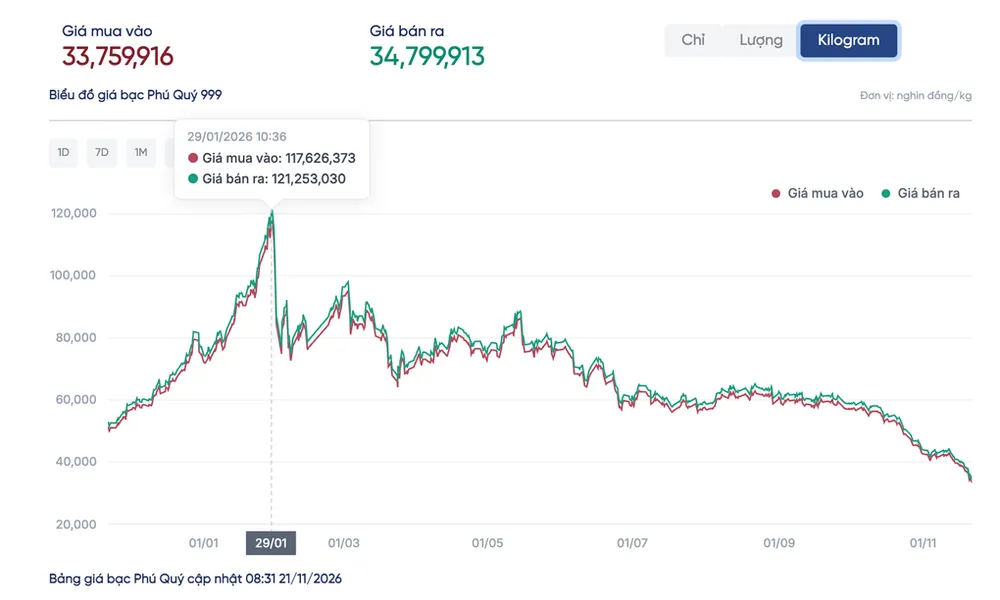 Giá mua vào
33,759,916
Giá bán ra
34,799,913
Chỉ Lượng Kilogram
Biểu đồ giá bạc Phú Quý 999
Đơn vị: nghìn đồng/kg
1D 7D 1M
29/01/2026 10:36
Giá mua vào: 117,626,373
Giá bán ra: 121,253,030
Giá mua vào Giá bán ra
120,000
100,000
80,000
60,000
40,000
20,000
01/01 29/01 01/03 01/05 01/07 01/09 01/11
Bảng giá bạc Phú Quý cập nhật 08:31 21/11/2026